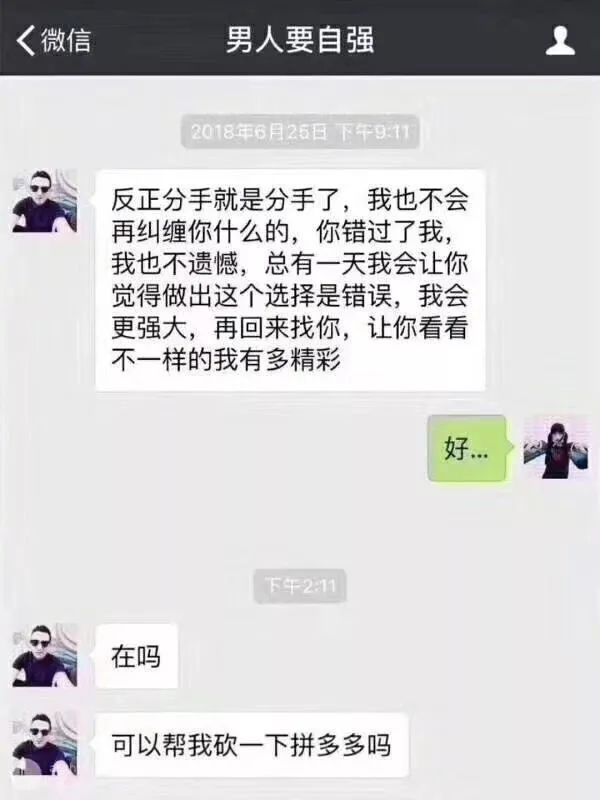 微信
男人要自强
2018年6月25日 下午9:11
反正分手就是分手了，我也不会
再纠缠你什么的，你错过了我，
我也不遗憾，总有一天我会让你
觉得做出这个选择是错误，我会
更强大，再回来找你，让你看看
不一样的我有多精彩
好...
下午2:11
在吗
可以帮我砍一下拼多多吗